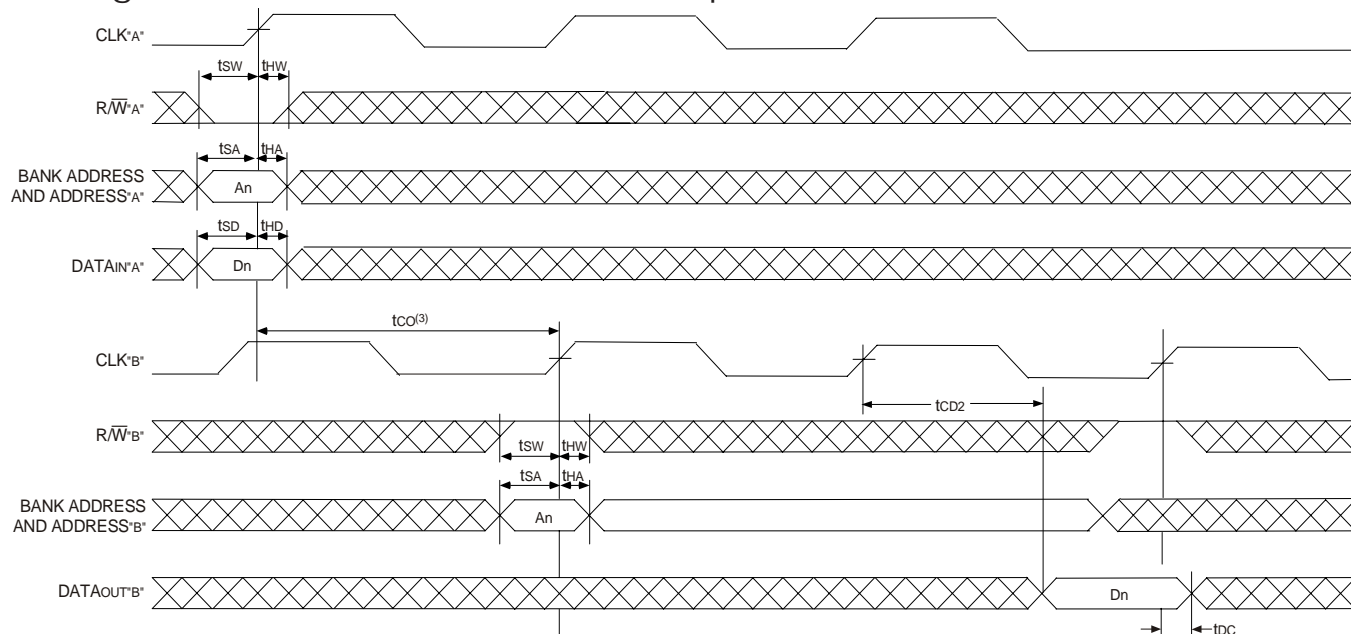 CLK"A"
tSW tHW
R/W̅"A"
tSA tHA
BANK ADDRESS
AND ADDRESS"A"
An
tSD tHD
DATAIN"A"
Dn
tCO(3)
CLK"B"
tCD2
R/W̅"B"
tSW tHW
tSA tHA
BANK ADDRESS
AND ADDRESS"B"
An
DATAOUT"B"
Dn
tDC